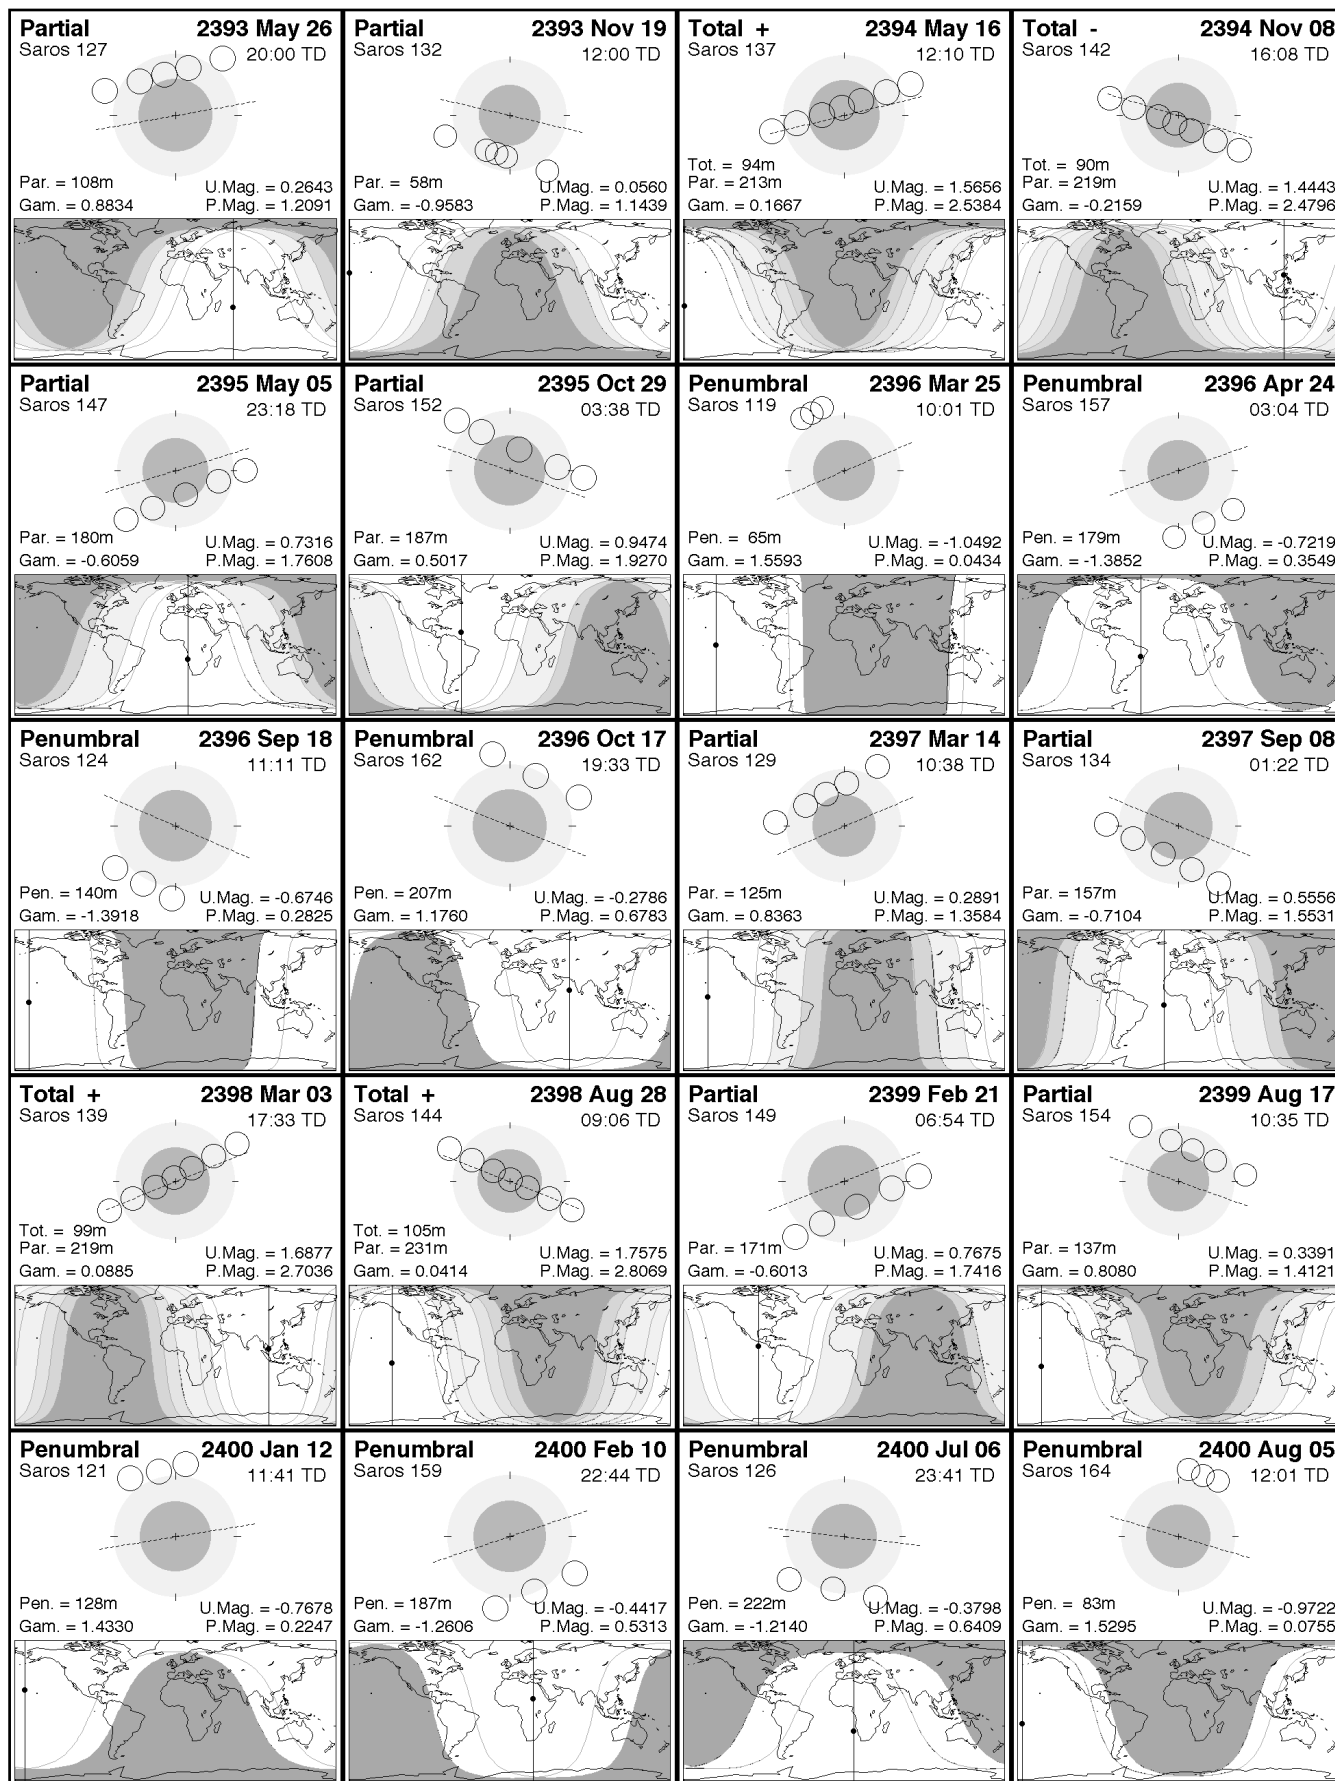 Partial 2393 May 26
Saros 127 20:00 TD
Par. = 108m U.Mag. = 0.2643
Gam. = 0.8834 P.Mag. = 1.2091
Partial 2393 Nov 19
Saros 132 12:00 TD
Par. = 58m U.Mag. = 0.0560
Gam. = -0.9583 P.Mag. = 1.1439
Total + 2394 May 16
Saros 137 12:10 TD
Tot. = 94m
Par. = 213m U.Mag. = 1.5656
Gam. = 0.1667 P.Mag. = 2.5384
Total - 2394 Nov 08
Saros 142 16:08 TD
Tot. = 90m
Par. = 219m U.Mag. = 1.4443
Gam. = -0.2159 P.Mag. = 2.4796
Partial 2395 May 05
Saros 147 23:18 TD
Par. = 180m U.Mag. = 0.7316
Gam. = -0.6059 P.Mag. = 1.7608
Partial 2395 Oct 29
Saros 152 03:38 TD
Par. = 187m U.Mag. = 0.9474
Gam. = 0.5017 P.Mag. = 1.9270
Penumbral 2396 Mar 25
Saros 119 10:01 TD
Pen. = 65m U.Mag. = -1.0492
Gam. = 1.5593 P.Mag. = 0.0434
Penumbral 2396 Apr 24
Saros 157 03:04 TD
Pen. = 179m U.Mag. = -0.7219
Gam. = -1.3852 P.Mag. = 0.3549
Penumbral 2396 Sep 18
Saros 124 11:11 TD
Pen. = 140m U.Mag. = -0.6746
Gam. = -1.3918 P.Mag. = 0.2825
Penumbral 2396 Oct 17
Saros 162 19:33 TD
Pen. = 207m U.Mag. = -0.2786
Gam. = 1.1760 P.Mag. = 0.6783
Partial 2397 Mar 14
Saros 129 10:38 TD
Par. = 125m U.Mag. = 0.2891
Gam. = 0.8363 P.Mag. = 1.3584
Partial 2397 Sep 08
Saros 134 01:22 TD
Par. = 157m U.Mag. = 0.5556
Gam. = -0.7104 P.Mag. = 1.5531
Total + 2398 Mar 03
Saros 139 17:33 TD
Tot. = 99m
Par. = 219m U.Mag. = 1.6877
Gam. = 0.0885 P.Mag. = 2.7036
Total + 2398 Aug 28
Saros 144 09:06 TD
Tot. = 105m
Par. = 231m U.Mag. = 1.7575
Gam. = 0.0414 P.Mag. = 2.8069
Partial 2399 Feb 21
Saros 149 06:54 TD
Par. = 171m U.Mag. = 0.7675
Gam. = -0.6013 P.Mag. = 1.7416
Partial 2399 Aug 17
Saros 154 10:35 TD
Par. = 137m U.Mag. = 0.3391
Gam. = 0.8080 P.Mag. = 1.4121
Penumbral 2400 Jan 12
Saros 121 11:41 TD
Pen. = 128m U.Mag. = -0.7678
Gam. = 1.4330 P.Mag. = 0.2247
Penumbral 2400 Feb 10
Saros 159 22:44 TD
Pen. = 187m U.Mag. = -0.4417
Gam. = -1.2606 P.Mag. = 0.5313
Penumbral 2400 Jul 06
Saros 126 23:41 TD
Pen. = 222m U.Mag. = -0.3798
Gam. = -1.2140 P.Mag. = 0.6409
Penumbral 2400 Aug 05
Saros 164 12:01 TD
Pen. = 83m U.Mag. = -0.9722
Gam. = 1.5295 P.Mag. = 0.0755